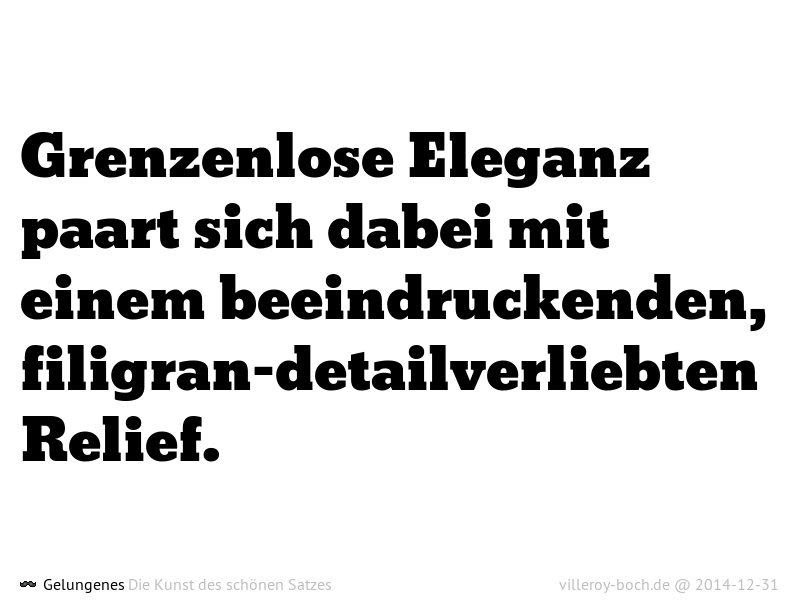 Grenzenlose Eleganz
paart sich dabei mit
einem beeindruckenden,
filigran-detailverliebten
Relief.
Gelungenes Die Kunst des schönen Satzes
villeroy-boch.de @ 2014-12-31